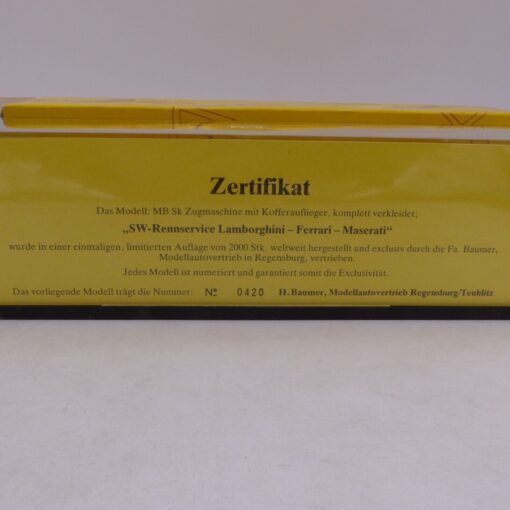 Zertifikat
Das Modell: MB Sk Zugmaschine mit Kofferauflieger, komplett verkleidet;
„SW-Rennservice Lamborghini – Ferrari – Maserati“
wurde in einer einmaligen, limitierten Auflage von 2000 Stk. weltweit hergestellt und exclusiv durch die Fa. Baumer,
Modellautovertrieb in Regensburg, vertrieben.
Jedes Modell ist numeriert und garantiert somit die Exclusivität.
Das vorliegende Modell trägt die Nummer: No 0420 H. Baumer, Modellautovertrieb Regensburg/Teublitz